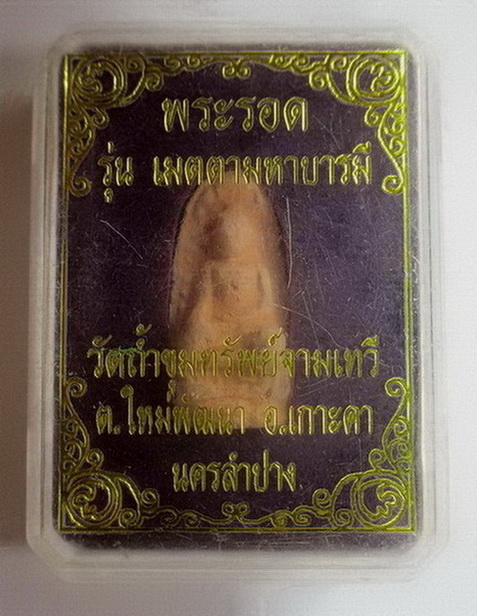 พระรอด
รุ่น เมตตามหาบารมี
วัดถ้ำขุมทรัพย์จามเทวี
ต.ใหม่พัฒนา อ.เกาะคา
นครลำปาง